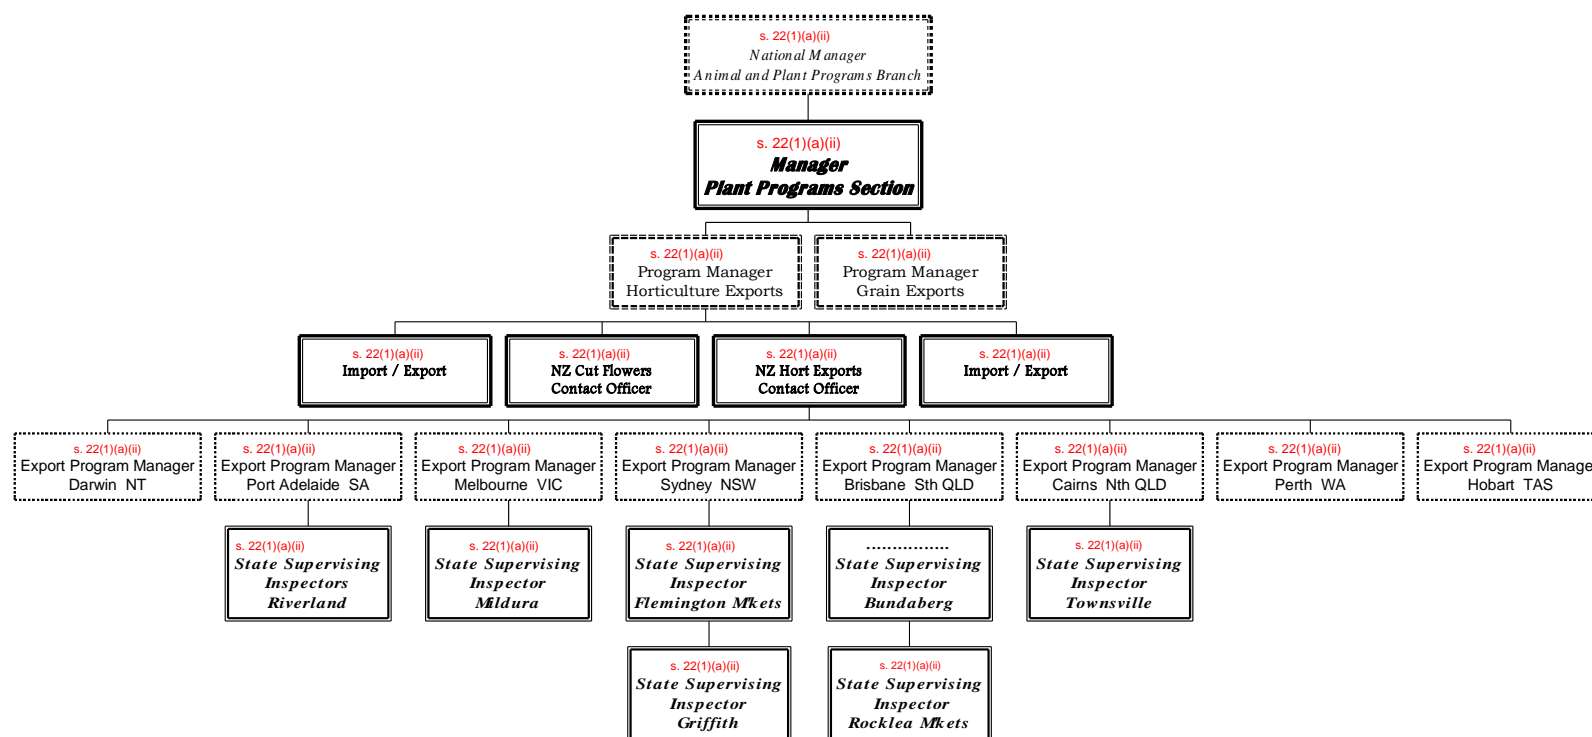 s. 22(1)(a)(ii)
National Manager
Animal and Plant Programs Branch
s. 22(1)(a)(ii)
Manager
Plant Programs Section
s. 22(1)(a)(ii)
Program Manager
Horticulture Exports
s. 22(1)(a)(ii)
Program Manager
Grain Exports
s. 22(1)(a)(ii)
Import / Export
s. 22(1)(a)(ii)
NZ Cut Flowers
Contact Officer
s. 22(1)(a)(ii)
NZ Hort Exports
Contact Officer
s. 22(1)(a)(ii)
Import / Export
s. 22(1)(a)(ii)
Export Program Manager
Darwin NT
s. 22(1)(a)(ii)
Export Program Manager
Port Adelaide SA
s. 22(1)(a)(ii)
Export Program Manager
Melbourne VIC
s. 22(1)(a)(ii)
Export Program Manager
Sydney NSW
s. 22(1)(a)(ii)
Export Program Manager
Brisbane Sth QLD
s. 22(1)(a)(ii)
Export Program Manager
Cairns Nth QLD
s. 22(1)(a)(ii)
Export Program Manager
Perth WA
s. 22(1)(a)(ii)
Export Program Manager
Hobart TAS
s. 22(1)(a)(ii)
State Supervising
Inspectors
Riverland
s. 22(1)(a)(ii)
State Supervising
Inspector
Mildura
s. 22(1)(a)(ii)
State Supervising
Inspector
Flemington M'kets
...............
State Supervising
Inspector
Bundaberg
s. 22(1)(a)(ii)
State Supervising
Inspector
Townsville
s. 22(1)(a)(ii)
State Supervising
Inspector
Griffith
s. 22(1)(a)(ii)
State Supervising
Inspector
Rocklea M'kets